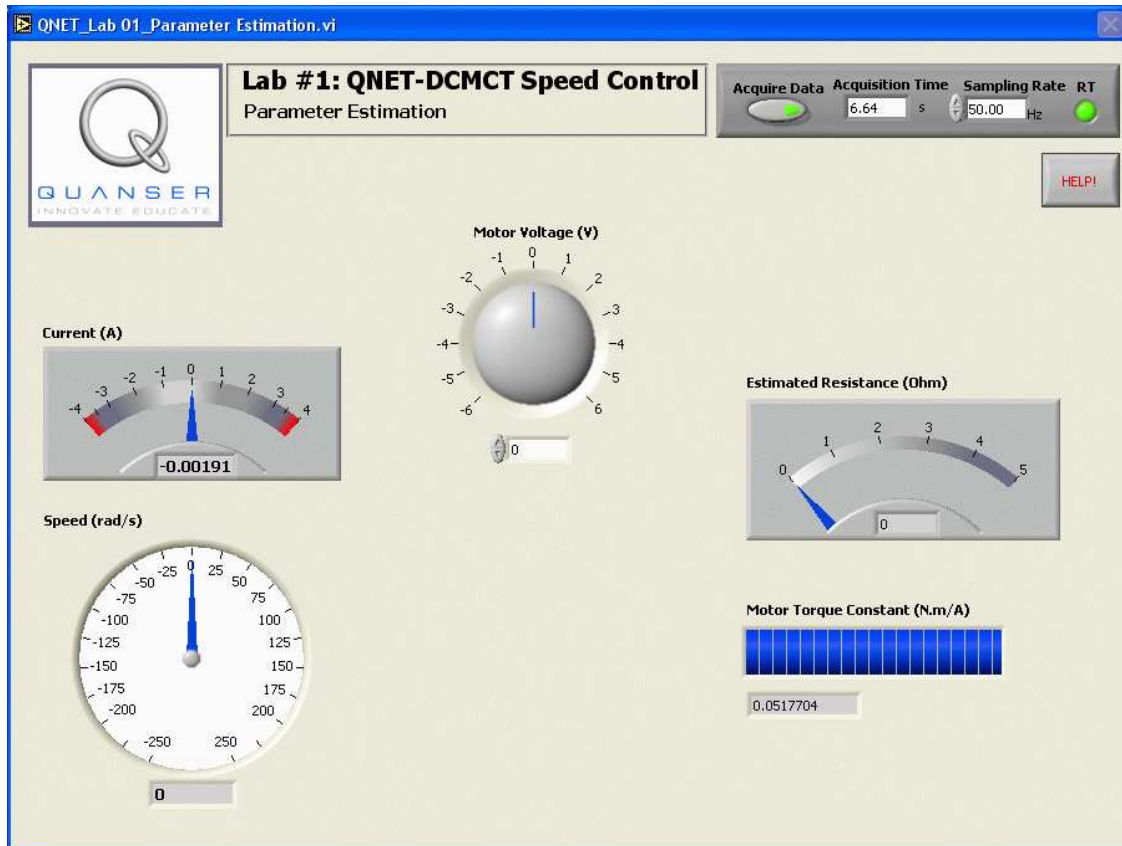 QNET_Lab 01_Parameter Estimation.vi
QUANSER
INNOVATE EDUCATE
Lab #1: QNET-DCMCT Speed Control
Parameter Estimation
Acquire Data
Acquisition Time
6.64 s
Sampling Rate
50.00 Hz
RT
HELP!
Motor Voltage (V)
-6 -5 -4 -3 -2 -1 0 1 2 3 4 5 6
0
Current (A)
-4 -3 -2 -1 0 1 2 3 4
-0.00191
Estimated Resistance (Ohm)
0 1 2 3 4 5
0
Speed (rad/s)
-250 -200 -175 -150 -125 -100 -75 -50 -25 0 25 50 75 100 125 150 175 200 250
0
Motor Torque Constant (N.m/A)
0.0517704